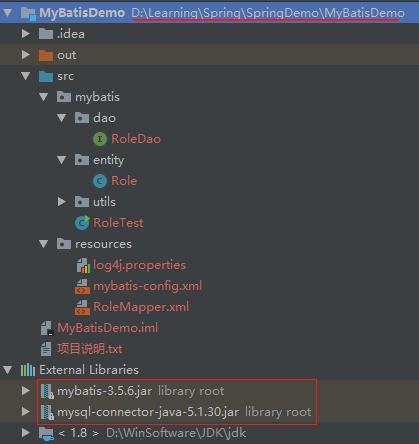 MyBatisDemo D:\Learning\Spring\SpringDemo\MyBatisDemo
.idea
out
src
mybatis
dao
RoleDao
entity
Role
utils
RoleTest
resources
log4j.properties
mybatis-config.xml
RoleMapper.xml
MyBatisDemo.iml
项目说明.txt
External Libraries
mybatis-3.5.6.jar library root
mysql-connector-java-5.1.30.jar library root
< 1.8 > D:\WinSoftware\JDK\jdk